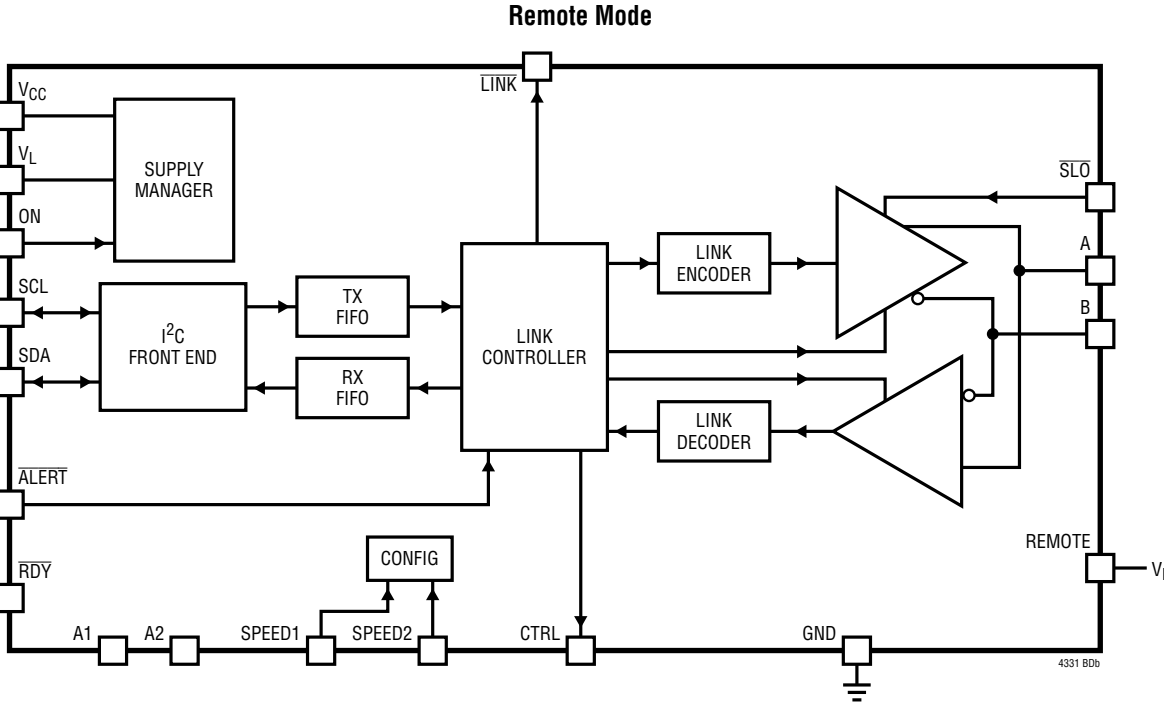 Remote Mode
LINK
VCC
SUPPLY
MANAGER
VL
ON
SLO
A
B
LINK
ENCODER
SCL
SDA
I2C
FRONT END
TX
FIFO
RX
FIFO
LINK
CONTROLLER
LINK
DECODER
ALERT
RDY
CONFIG
REMOTE
A1
A2
SPEED1
SPEED2
CTRL
GND
4331 BDb